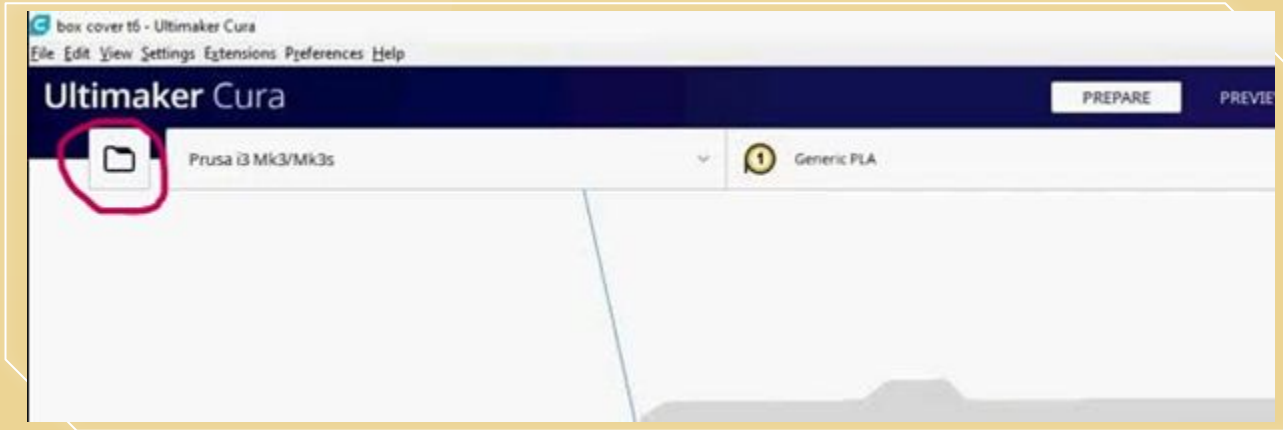 box cover t6 - Ultimaker Cura
File Edit View Settings Extensions Preferences Help
Ultimaker Cura
PREPARE
PREVIE
Prusa i3 Mk3/Mk3s
1
Generic PLA